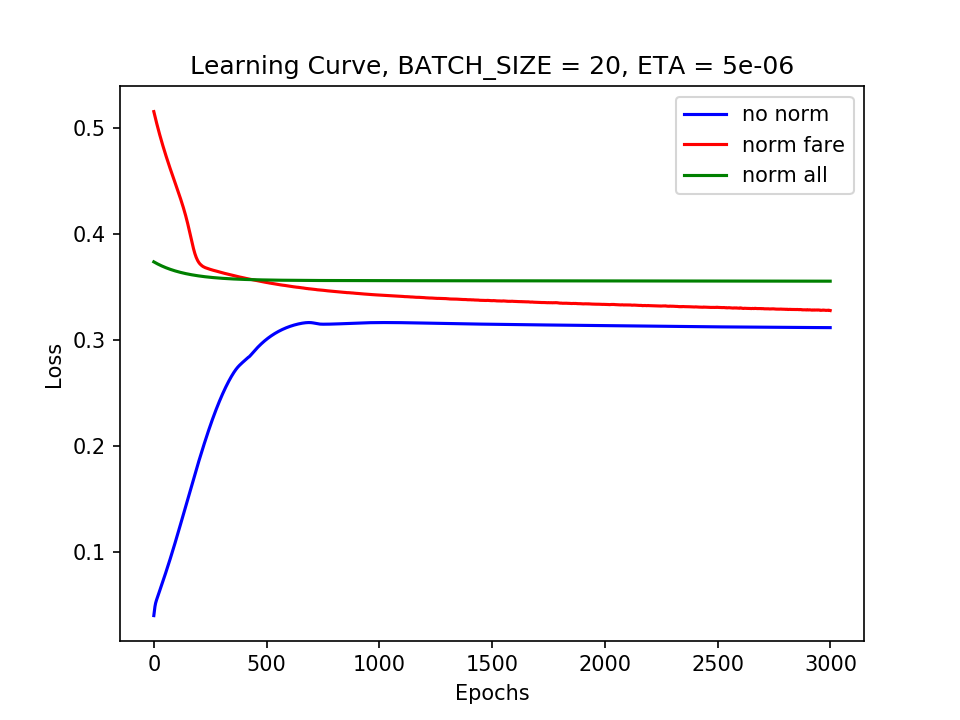 Learning Curve, BATCH_SIZE = 20, ETA = 5e-06
no norm
norm fare
norm all
0.5
0.4
0.3
0.2
0.1
Loss
0 500 1000 1500 2000 2500 3000
Epochs